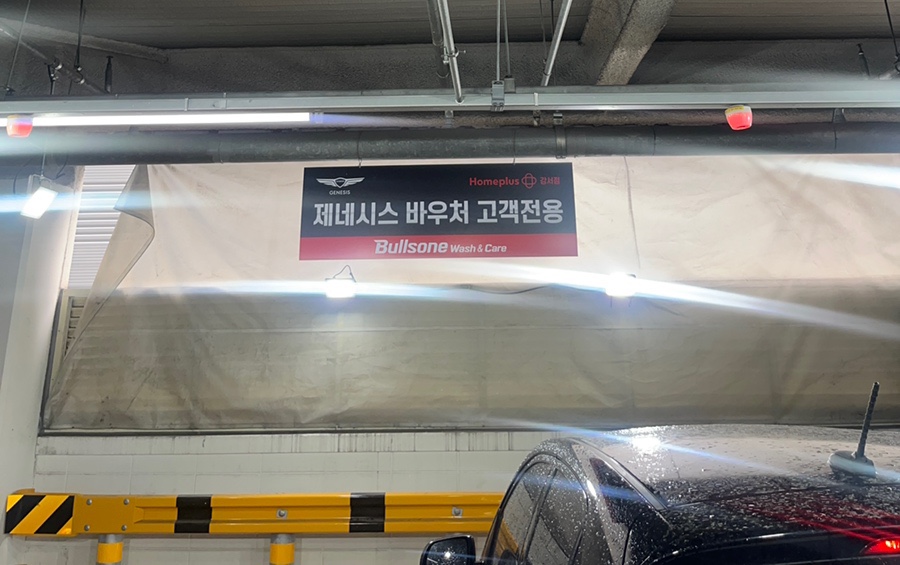 GENESIS
Homeplus 강서점
제네시스 바우처 고객전용
Bullsone Wash & Care